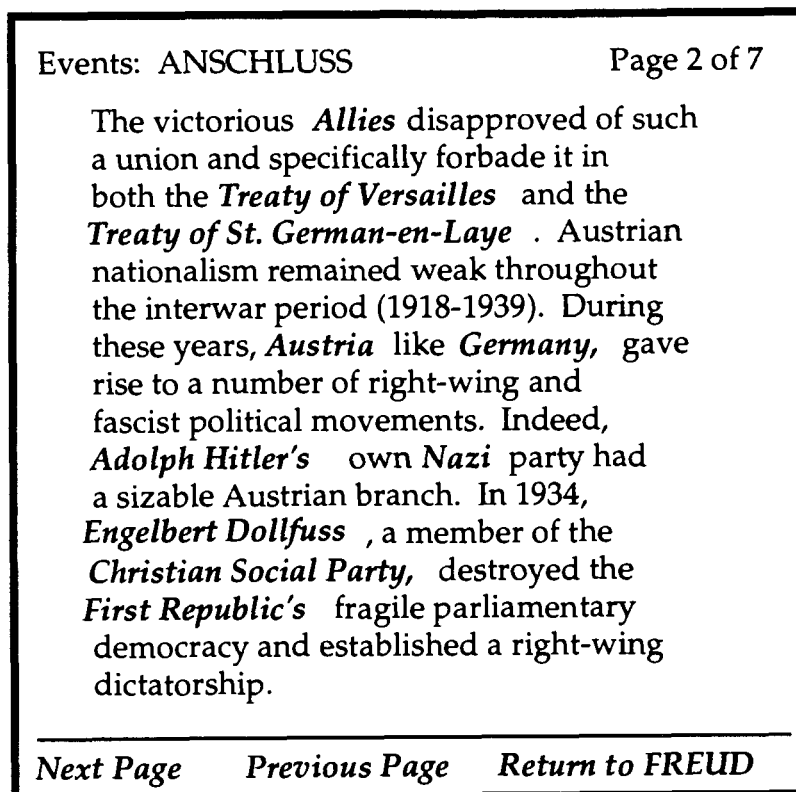 Events: ANSCHLUSS Page 2 of 7
The victorious Allies disapproved of such
a union and specifically forbade it in
both the Treaty of Versailles and the
Treaty of St. German-en-Laye . Austrian
nationalism remained weak throughout
the interwar period (1918-1939). During
these years, Austria like Germany, gave
rise to a number of right-wing and
fascist political movements. Indeed,
Adolph Hitler's own Nazi party had
a sizable Austrian branch. In 1934,
Engelbert Dollfuss , a member of the
Christian Social Party, destroyed the
First Republic's fragile parliamentary
democracy and established a right-wing
dictatorship.
Next Page Previous Page Return to FREUD